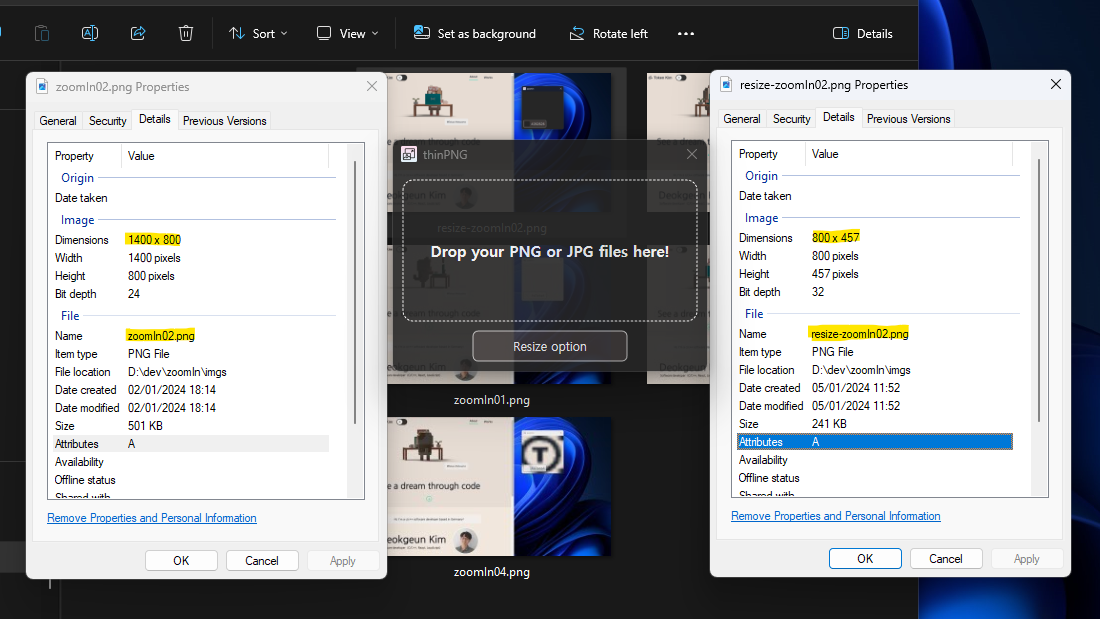 Sort
View
Set as background
Rotate left
Details
zoomIn02.png Properties
General
Security
Details
Previous Versions
Property
Value
Origin
Date taken
Image
Dimensions 1400 x 800
Width 1400 pixels
Height 800 pixels
Bit depth 24
File
Name zoomIn02.png
Item type PNG File
File location D:\dev\zoomIn\imgs
Date created 02/01/2024 18:14
Date modified 02/01/2024 18:14
Size 501 KB
Attributes A
Availability
Offline status
Shared with
Remove Properties and Personal Information
OK
Cancel
Apply
thinPNG
resize-zoomIn02.png
Drop your PNG or JPG files here!
Resize option
zoomIn01.png
e a dream through code
Deokgeun Kim
zoomIn04.png
resize-zoomIn02.png Properties
General
Security
Details
Previous Versions
Property
Value
Origin
Date taken
Image
Dimensions 800 x 457
Width 800 pixels
Height 457 pixels
Bit depth 32
File
Name resize-zoomIn02.png
Item type PNG File
File location D:\dev\zoomIn\imgs
Date created 05/01/2024 11:52
Date modified 05/01/2024 11:52
Size 241 KB
Attributes A
Availability
Offline status
Shared with
Remove Properties and Personal Information
OK
Cancel
Apply